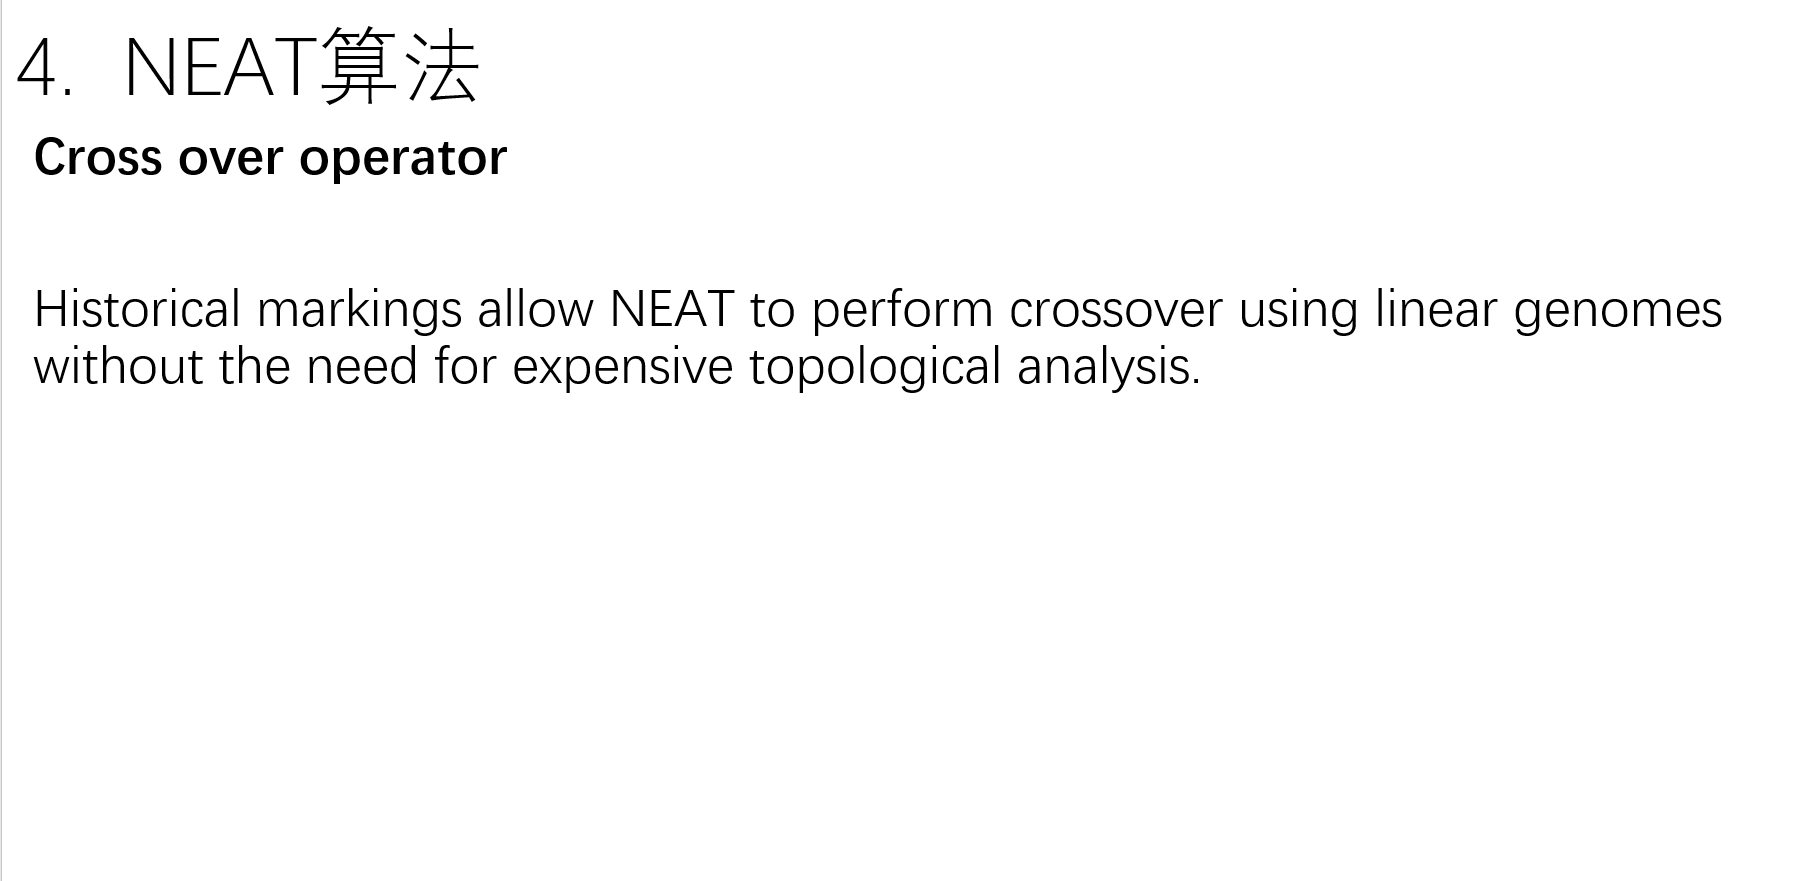 4. NEAT算法
Cross over operator
Historical markings allow NEAT to perform crossover using linear genomes
without the need for expensive topological analysis.